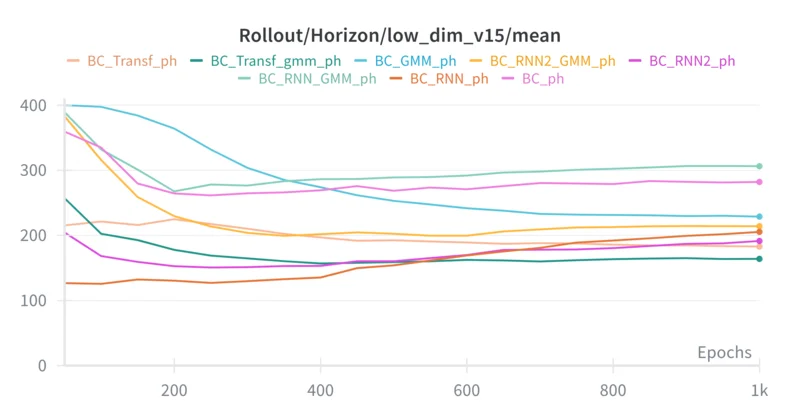 Rollout/Horizon/low_dim_v15/mean
BC_Transf_ph BC_Transf_gmm_ph BC_GMM_ph BC_RNN2_GMM_ph BC_RNN2_ph
BC_RNN_GMM_ph BC_RNN_ph BC_ph
400
300
200
100
0
Epochs
200 400 600 800 1k